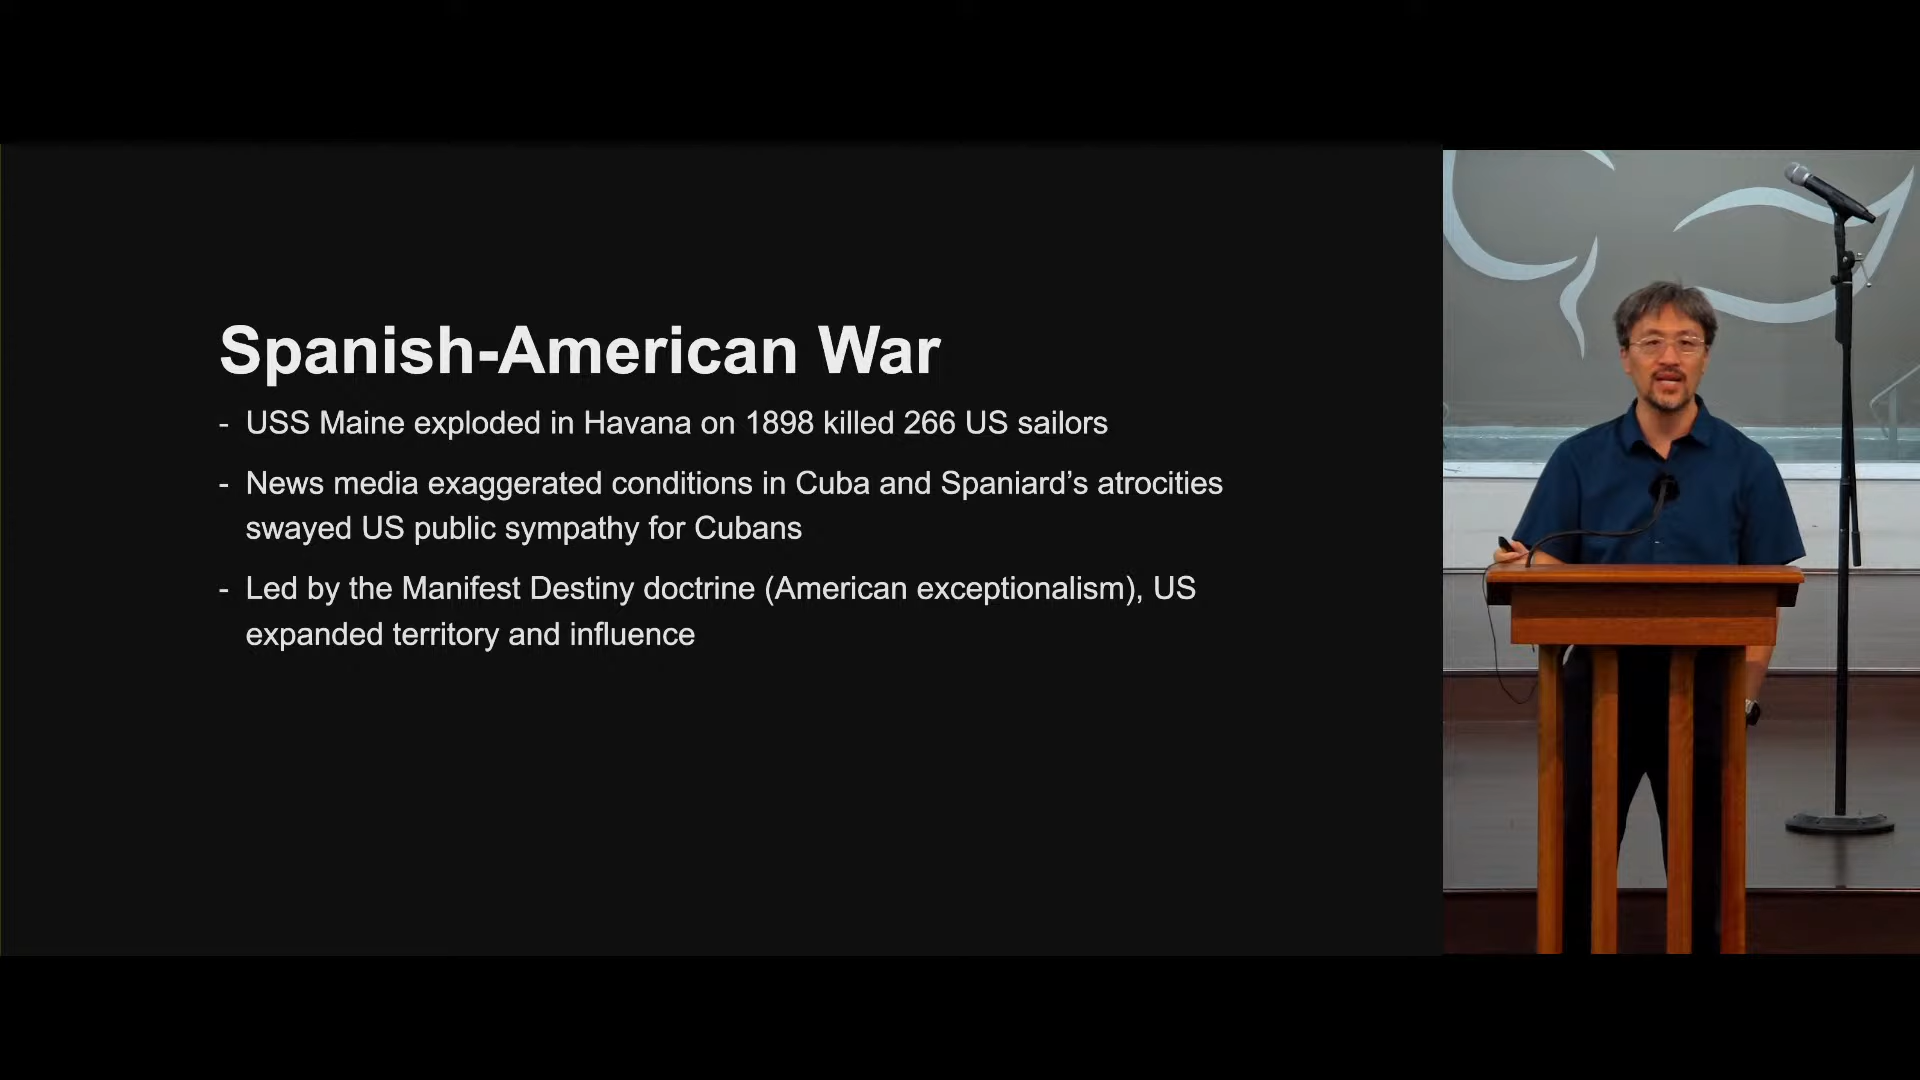 Spanish-American War
- USS Maine exploded in Havana on 1898 killed 266 US sailors
- News media exaggerated conditions in Cuba and Spaniard’s atrocities
swayed US public sympathy for Cubans
- Led by the Manifest Destiny doctrine (American exceptionalism), US
expanded territory and influence